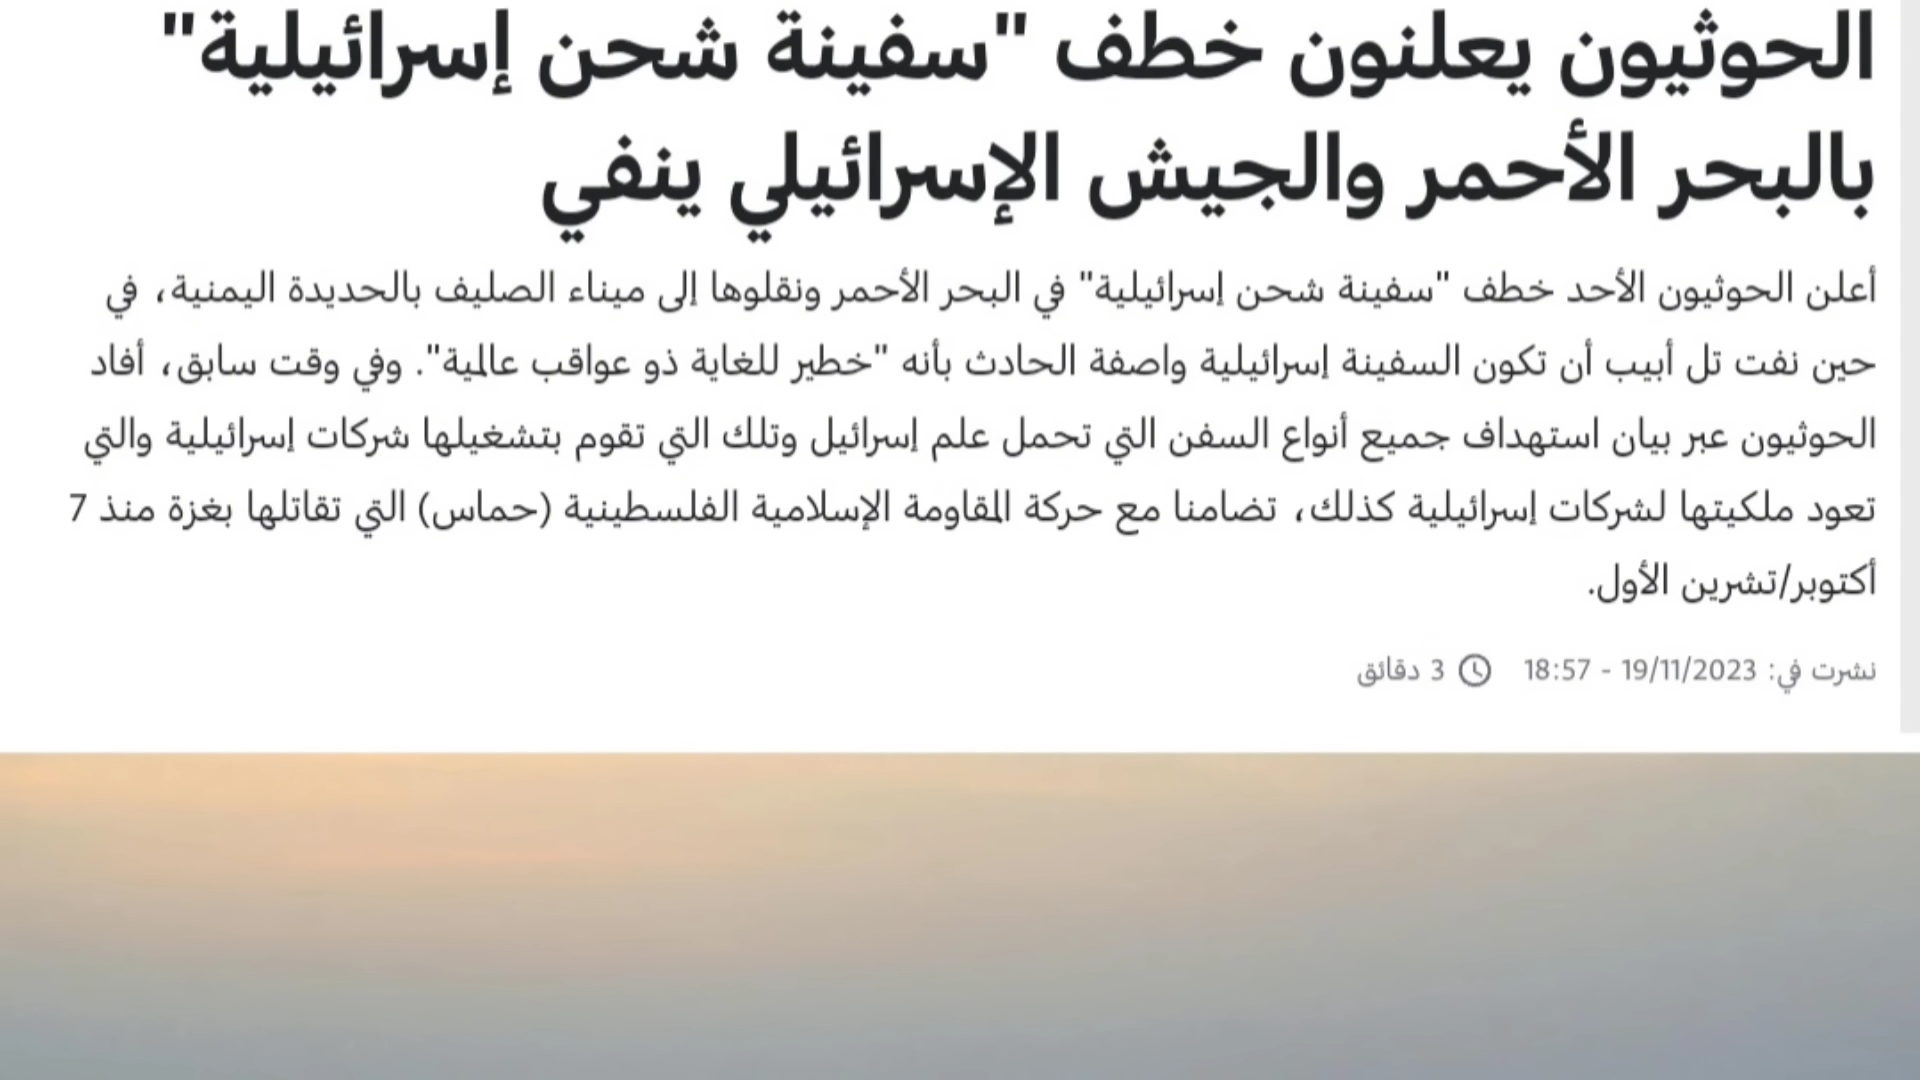 الحوثيون يعلنون خطف "سفينة شحن إسرائيلية"
بالبحر الأحمر والجيش الإسرائيلي ينفي
أعلن الحوثيون الأحد خطف "سفينة شحن إسرائيلية" في البحر الأحمر ونقلوها إلى ميناء الصليف بالحديدة اليمنية، في
حين نفت تل أبيب أن تكون السفينة إسرائيلية واصفة الحادث بأنه "خطير للغاية ذو عواقب عالمية". وفي وقت سابق، أفاد
الحوثيون عبر بيان استهداف جميع أنواع السفن التي تحمل علم إسرائيل وتلك التي تقوم بتشغيلها شركات إسرائيلية والتي
تعود ملكيتها لشركات إسرائيلية كذلك، تضامنا مع حركة المقاومة الإسلامية الفلسطينية (حماس) التي تقاتلها بغزة منذ 7
أكتوبر/تشرين الأول.
نشرت في: 19/11/2023 - 18:57 3 دقائق